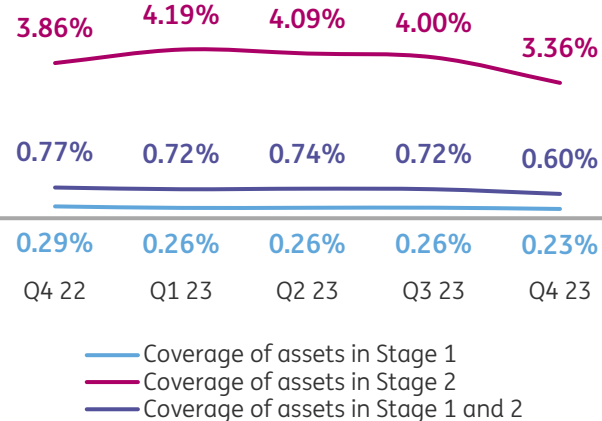 3.86% 4.19% 4.09% 4.00% 3.36%
0.77% 0.72% 0.74% 0.72% 0.60%
0.29% 0.26% 0.26% 0.26% 0.23%
Q4 22 Q1 23 Q2 23 Q3 23 Q4 23
Coverage of assets in Stage 1
Coverage of assets in Stage 2
Coverage of assets in Stage 1 and 2